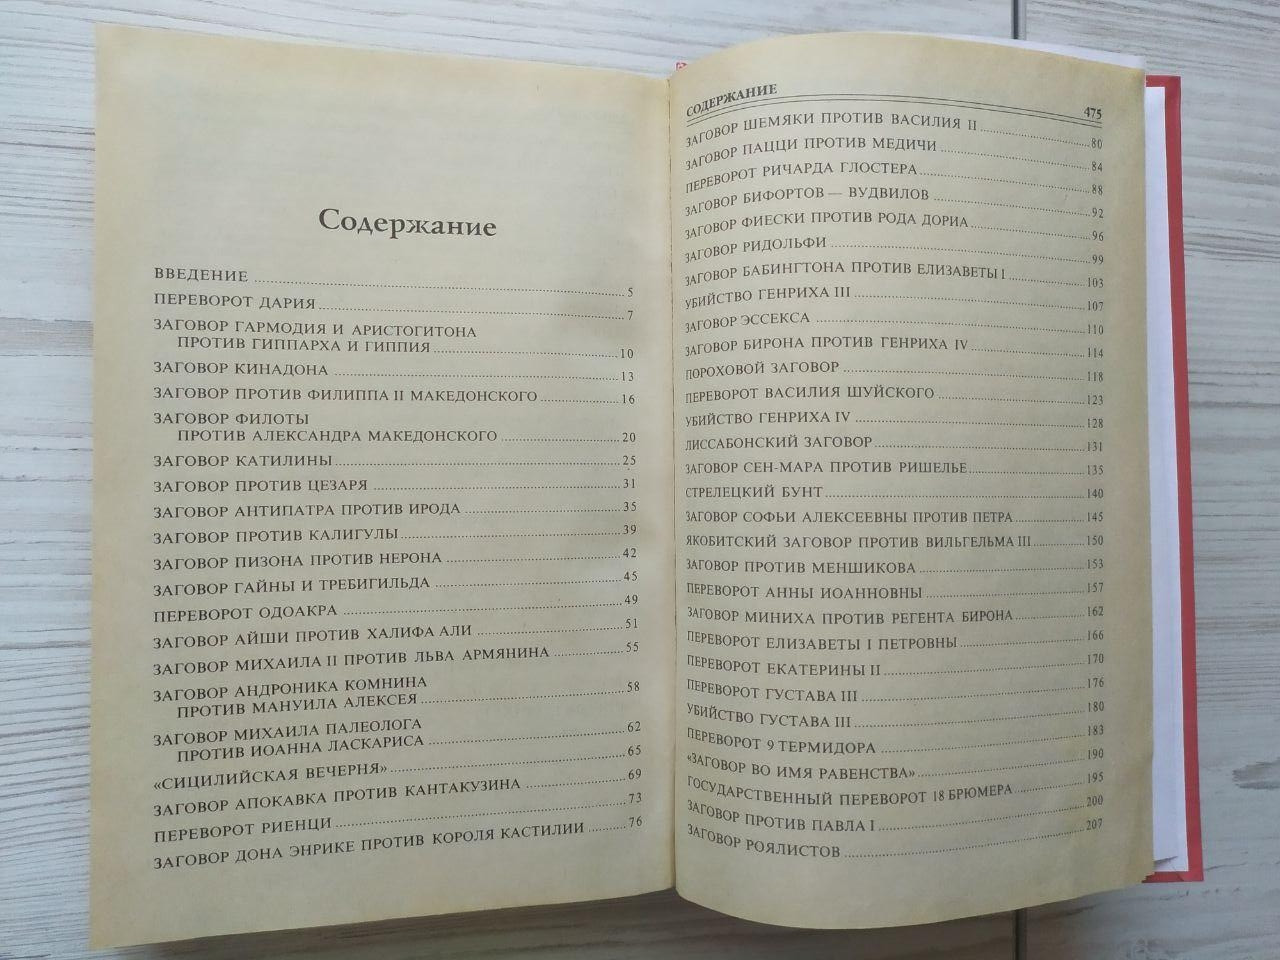 Содержание
ВВЕДЕНИЕ 5
ПЕРЕВОРОТ ДАРИЯ 7
ЗАГОВОР ГАРМОДИЯ И АРИСТОГИТОНА
ПРОТИВ ГИППАРХА И ГИППИЯ 10
ЗАГОВОР КИНАДОНА 13
ЗАГОВОР ПРОТИВ ФИЛИППА II МАКЕДОНСКОГО 16
ЗАГОВОР ФИЛОТЫ
ПРОТИВ АЛЕКСАНДРА МАКЕДОНСКОГО 20
ЗАГОВОР КАТИЛИНЫ 25
ЗАГОВОР ПРОТИВ ЦЕЗАРЯ 31
ЗАГОВОР АНТИПАТРА ПРОТИВ ИРОДА 35
ЗАГОВОР ПРОТИВ КАЛИГУЛЫ 39
ЗАГОВОР ПИЗОНА ПРОТИВ НЕРОНА 42
ЗАГОВОР ГАЙНЫ И ТРЕБИГИЛЬДА 45
ПЕРЕВОРОТ ОДОАКРА 49
ЗАГОВОР АЙШИ ПРОТИВ ХАЛИФА АЛИ 51
ЗАГОВОР МИХАИЛА II ПРОТИВ ЛЬВА АРМЯНИНА 55
ЗАГОВОР АНДРОНИКА КОМНИНА
ПРОТИВ МАНУИЛА АЛЕКСЕЯ 58
ЗАГОВОР МИХАИЛА ПАЛЕОЛОГА
ПРОТИВ ИОАННА ЛАСКАРИСА 62
«СИЦИЛИЙСКАЯ ВЕЧЕРНЯ» 65
ЗАГОВОР АПОКАВКА ПРОТИВ КАНТАКУЗИНА 69
ПЕРЕВОРОТ РИЕНЦИ 73
ЗАГОВОР ДОНА ЭНРИКЕ ПРОТИВ КОРОЛЯ КАСТИЛИИ 76
СОДЕРЖАНИЕ 475
ЗАГОВОР ШЕМЯКИ ПРОТИВ ВАСИЛИЯ II 80
ЗАГОВОР ПАЦЦИ ПРОТИВ МЕДИЧИ 84
ПЕРЕВОРОТ РИЧАРДА ГЛОСТЕРА 88
ЗАГОВОР БИФОРТОВ — ВУДВИЛОВ 92
ЗАГОВОР ФИЕСКИ ПРОТИВ РОДА ДОРИА 96
ЗАГОВОР РИДОЛЬФИ 99
ЗАГОВОР БАБИНГТОНА ПРОТИВ ЕЛИЗАВЕТЫ I 103
УБИЙСТВО ГЕНРИХА III 107
ЗАГОВОР ЭССЕКСА 110
ЗАГОВОР БИРОНА ПРОТИВ ГЕНРИХА IV 114
ПОРОХОВОЙ ЗАГОВОР 118
ПЕРЕВОРОТ ВАСИЛИЯ ШУЙСКОГО 123
УБИЙСТВО ГЕНРИХА IV 128
ЛИССАБОНСКИЙ ЗАГОВОР 131
ЗАГОВОР СЕН-МАРА ПРОТИВ РИШЕЛЬЕ 135
СТРЕЛЕЦКИЙ БУНТ 140
ЗАГОВОР СОФЬИ АЛЕКСЕЕВНЫ ПРОТИВ ПЕТРА 145
ЯКОБИТСКИЙ ЗАГОВОР ПРОТИВ ВИЛЬГЕЛЬМА III 150
ЗАГОВОР ПРОТИВ МЕНШИКОВА 153
ПЕРЕВОРОТ АННЫ ИОАННОВНЫ 157
ЗАГОВОР МИНИХА ПРОТИВ РЕГЕНТА БИРОНА 162
ПЕРЕВОРОТ ЕЛИЗАВЕТЫ I ПЕТРОВНЫ 166
ПЕРЕВОРОТ ЕКАТЕРИНЫ II 170
ПЕРЕВОРОТ ГУСТАВА III 176
УБИЙСТВО ГУСТАВА III 180
ПЕРЕВОРОТ 9 ТЕРМИДОРА 183
«ЗАГОВОР ВО ИМЯ РАВЕНСТВА» 190
ГОСУДАРСТВЕННЫЙ ПЕРЕВОРОТ 18 БРЮМЕРА 195
ЗАГОВОР ПРОТИВ ПАВЛА I 200
ЗАГОВОР РОЯЛИСТОВ 207